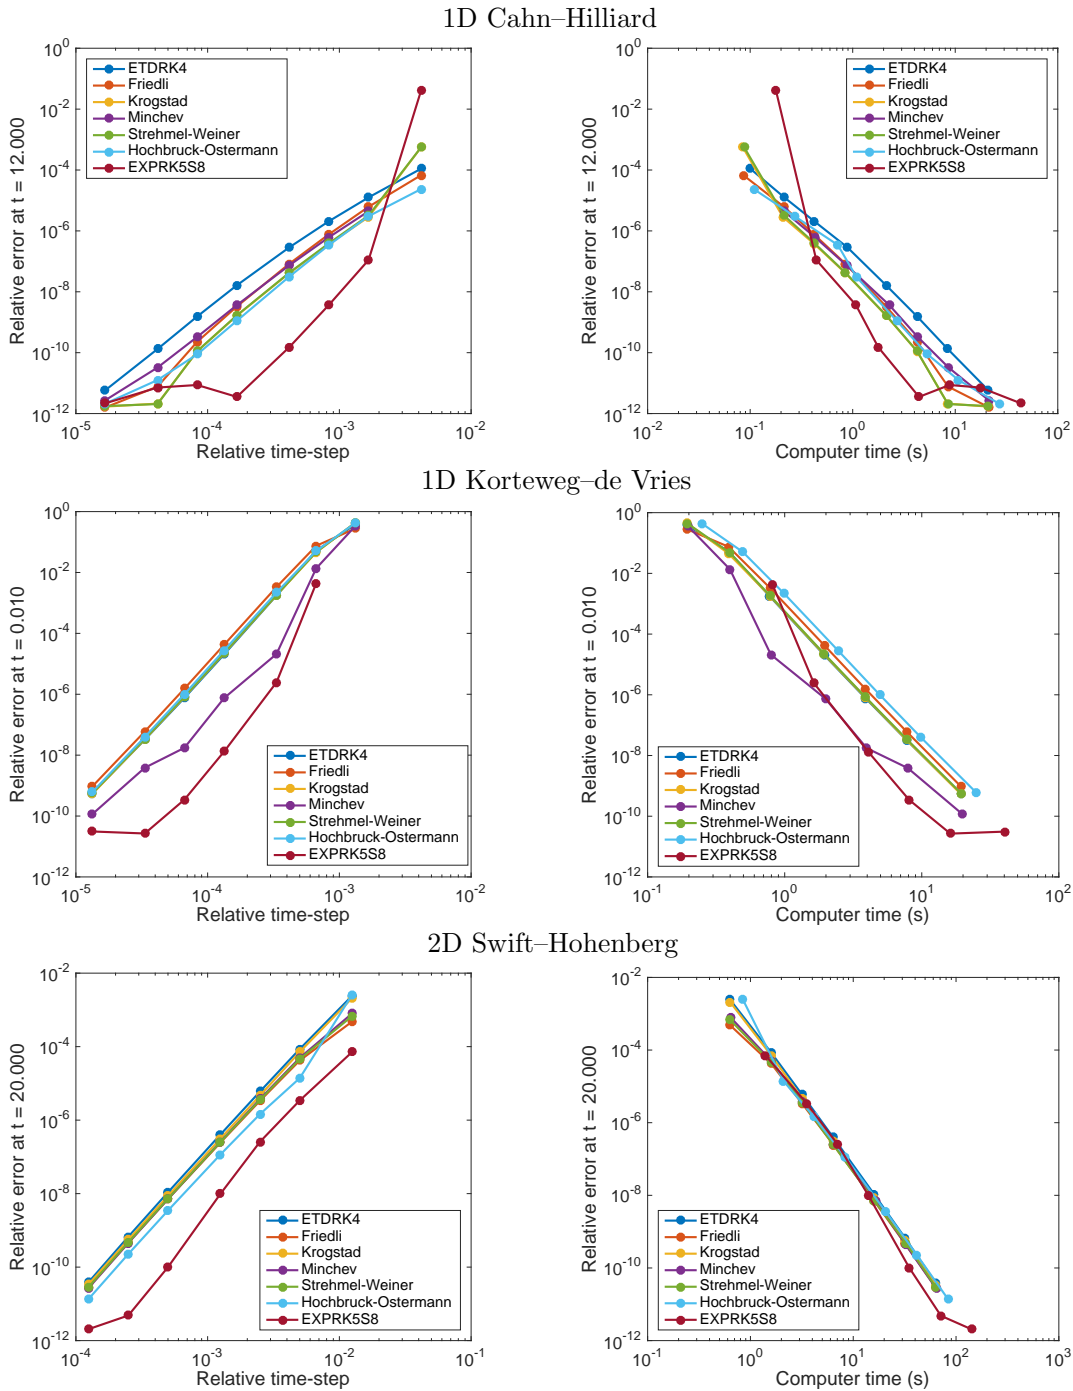 1D Cahn–Hilliard
10^0
10^-2
10^-4
10^-6
10^-8
10^-10
10^-12
Relative error at t = 12.000
ETDRK4
Friedli
Krogstad
Minchev
Strehmel-Weiner
Hochbruck-Ostermann
EXPRK5S8
10^-5
10^-4
10^-3
10^-2
Relative time-step
10^0
10^-2
10^-4
10^-6
10^-8
10^-10
10^-12
Relative error at t = 12.000
ETDRK4
Friedli
Krogstad
Minchev
Strehmel-Weiner
Hochbruck-Ostermann
EXPRK5S8
10^-2
10^-1
10^0
10^1
10^2
Computer time (s)
1D Korteweg–de Vries
10^0
10^-2
10^-4
10^-6
10^-8
10^-10
10^-12
Relative error at t = 0.010
ETDRK4
Friedli
Krogstad
Minchev
Strehmel-Weiner
Hochbruck-Ostermann
EXPRK5S8
10^-5
10^-4
10^-3
10^-2
Relative time-step
10^0
10^-2
10^-4
10^-6
10^-8
10^-10
10^-12
Relative error at t = 0.010
ETDRK4
Friedli
Krogstad
Minchev
Strehmel-Weiner
Hochbruck-Ostermann
EXPRK5S8
10^-1
10^0
10^1
10^2
Computer time (s)
2D Swift–Hohenberg
10^-2
10^-4
10^-6
10^-8
10^-10
10^-12
Relative error at t = 20.000
ETDRK4
Friedli
Krogstad
Minchev
Strehmel-Weiner
Hochbruck-Ostermann
EXPRK5S8
10^-4
10^-3
10^-2
10^-1
Relative time-step
10^-2
10^-4
10^-6
10^-8
10^-10
10^-12
Relative error at t = 20.000
ETDRK4
Friedli
Krogstad
Minchev
Strehmel-Weiner
Hochbruck-Ostermann
EXPRK5S8
10^-1
10^0
10^1
10^2
10^3
Computer time (s)